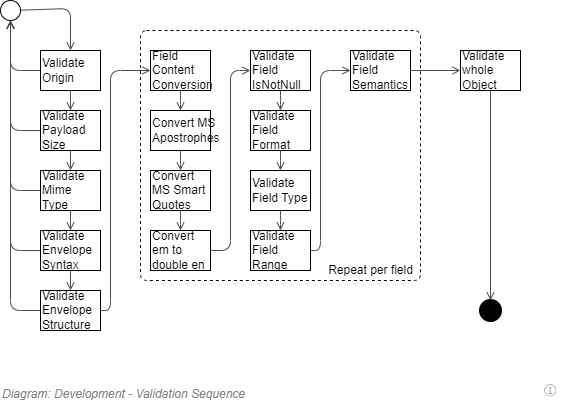 Validate
Origin
Validate
Payload
Size
Validate
Mime
Type
Validate
Envelope
Syntax
Validate
Envelope
Structure
Field
Content
Conversion
Convert MS
Apostrophes
Convert
MS Smart
Quotes
Convert
em to
double en
Validate
Field
IsNotNull
Validate
Field
Format
Validate
Field Type
Validate
Field
Range
Validate
Field
Semantics
Repeat per field
Validate
whole
Object
Diagram: Development - Validation Sequence